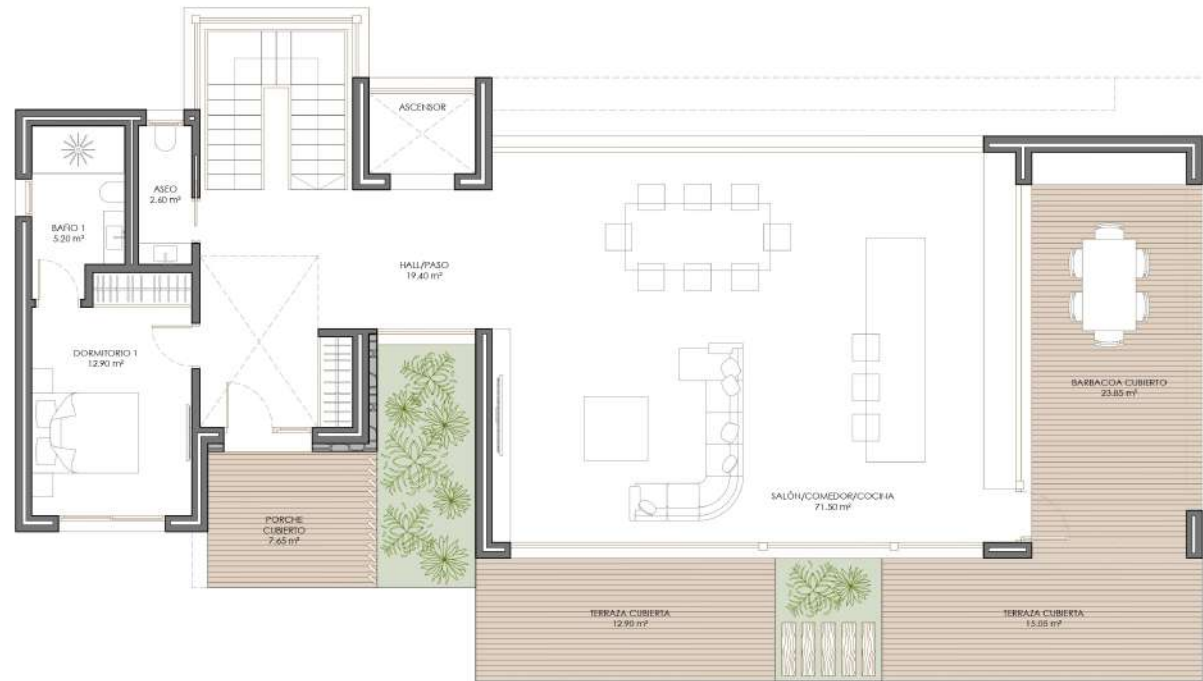 ASCENSOR
ASEO
2.60 m²
BAÑO 1
5.20 m²
HALL/PASO
19.40 m²
DORMITORIO 1
12.90 m²
BARBACOA CUBIERTO
23.85 m²
SALÓN/COMEDOR/COCINA
71.50 m²
PORCHE
CUBIERTO
7.65 m²
TERRAZA CUBIERTA
12.90 m²
TERRAZA CUBIERTA
15.05 m²